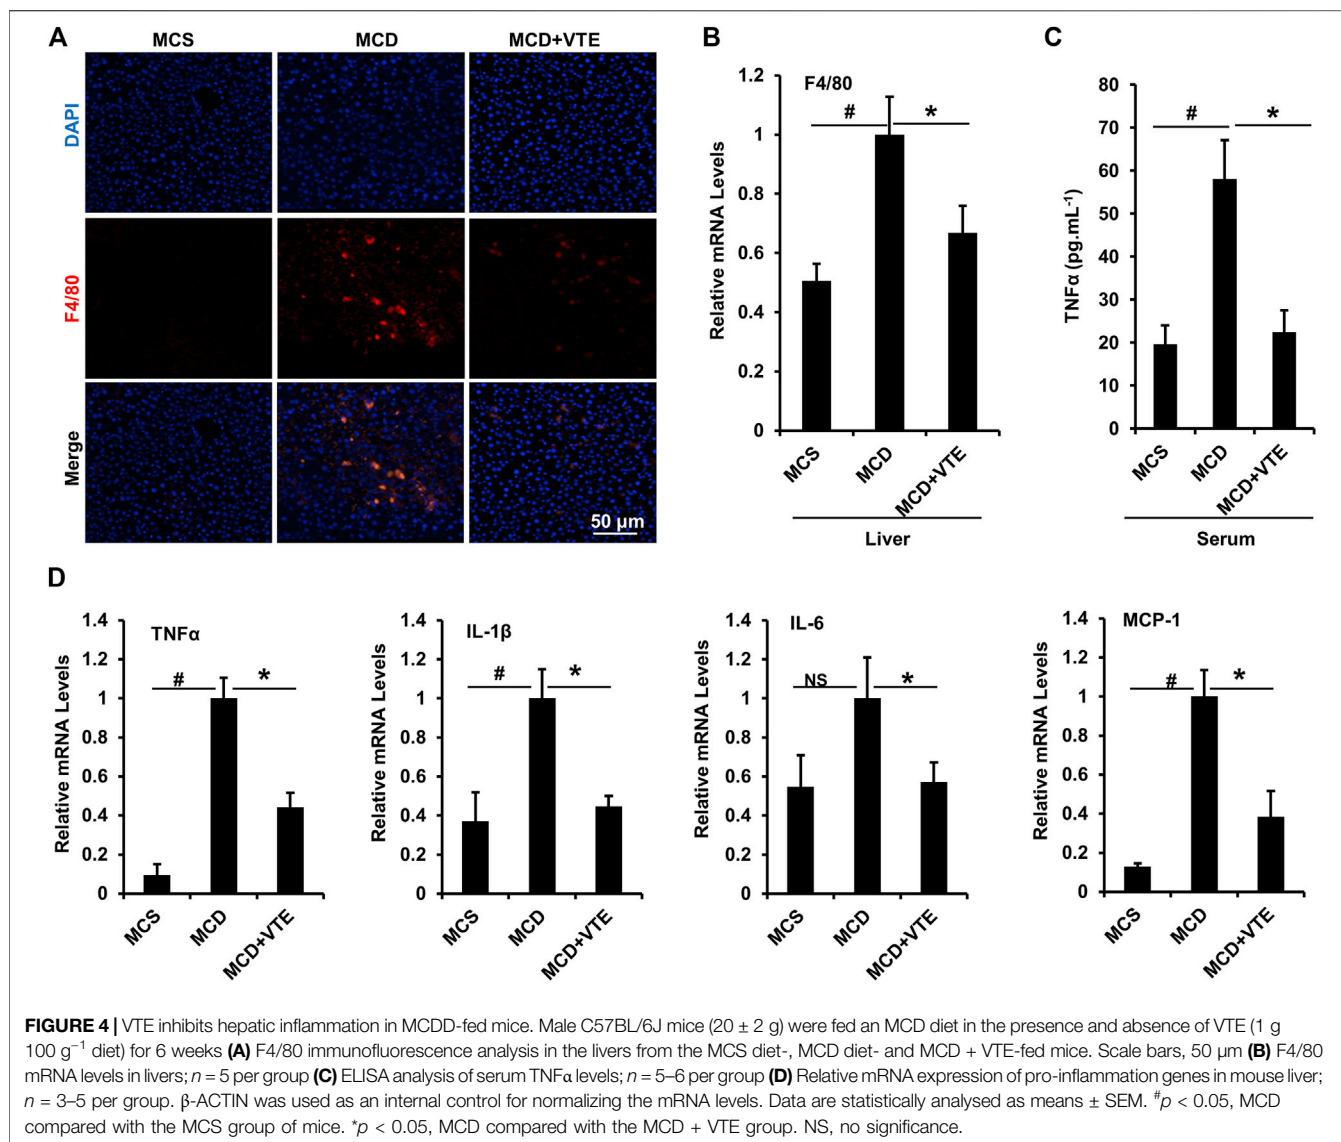 A
MCS
MCD
MCD+VTE
DAPI
F4/80
Merge
50 µm
B
F4/80
1.2
1
0.8
0.6
0.4
0.2
0
Relative mRNA Levels
#
*
MCS
MCD
MCD+VTE
Liver
C
80
70
60
50
40
30
20
10
0
TNFα (pg.mL⁻¹)
#
*
MCS
MCD
MCD+VTE
Serum
D
TNFα
1.4
1.2
1
0.8
0.6
0.4
0.2
0
Relative mRNA Levels
#
*
MCS
MCD
MCD+VTE
IL-1β
1.4
1.2
1
0.8
0.6
0.4
0.2
0
Relative mRNA Levels
#
*
MCS
MCD
MCD+VTE
IL-6
1.4
1.2
1
0.8
0.6
0.4
0.2
0
Relative mRNA Levels
NS
*
MCS
MCD
MCD+VTE
MCP-1
1.4
1.2
1
0.8
0.6
0.4
0.2
0
Relative mRNA Levels
#
*
MCS
MCD
MCD+VTE
FIGURE 4 | VTE inhibits hepatic inflammation in MCDD-fed mice. Male C57BL/6J mice (20 ± 2 g) were fed an MCD diet in the presence and absence of VTE (1 g
100 g⁻¹ diet) for 6 weeks (A) F4/80 immunofluorescence analysis in the livers from the MCS diet-, MCD diet- and MCD + VTE-fed mice. Scale bars, 50 µm (B) F4/80
mRNA levels in livers; n = 5 per group (C) ELISA analysis of serum TNFα levels; n = 5–6 per group (D) Relative mRNA expression of pro-inflammation genes in mouse liver;
n = 3–5 per group. β-ACTIN was used as an internal control for normalizing the mRNA levels. Data are statistically analysed as means ± SEM. #p < 0.05, MCD
compared with the MCS group of mice. *p < 0.05, MCD compared with the MCD + VTE group. NS, no significance.